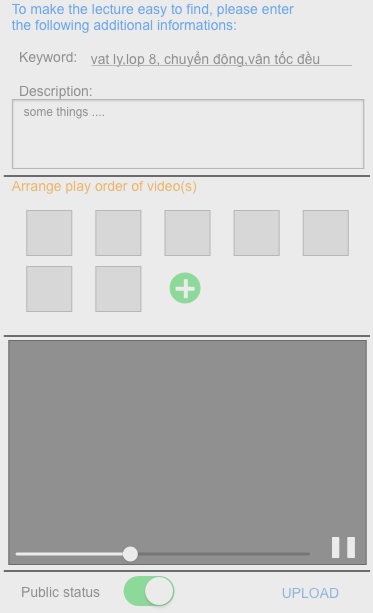 To make the lecture easy to find, please enter
the following additional informations:
Keyword: vat ly,lop 8, chuyển động,vân tốc đều
Description:
some things ....
Arrange play order of video(s)
Public status
UPLOAD